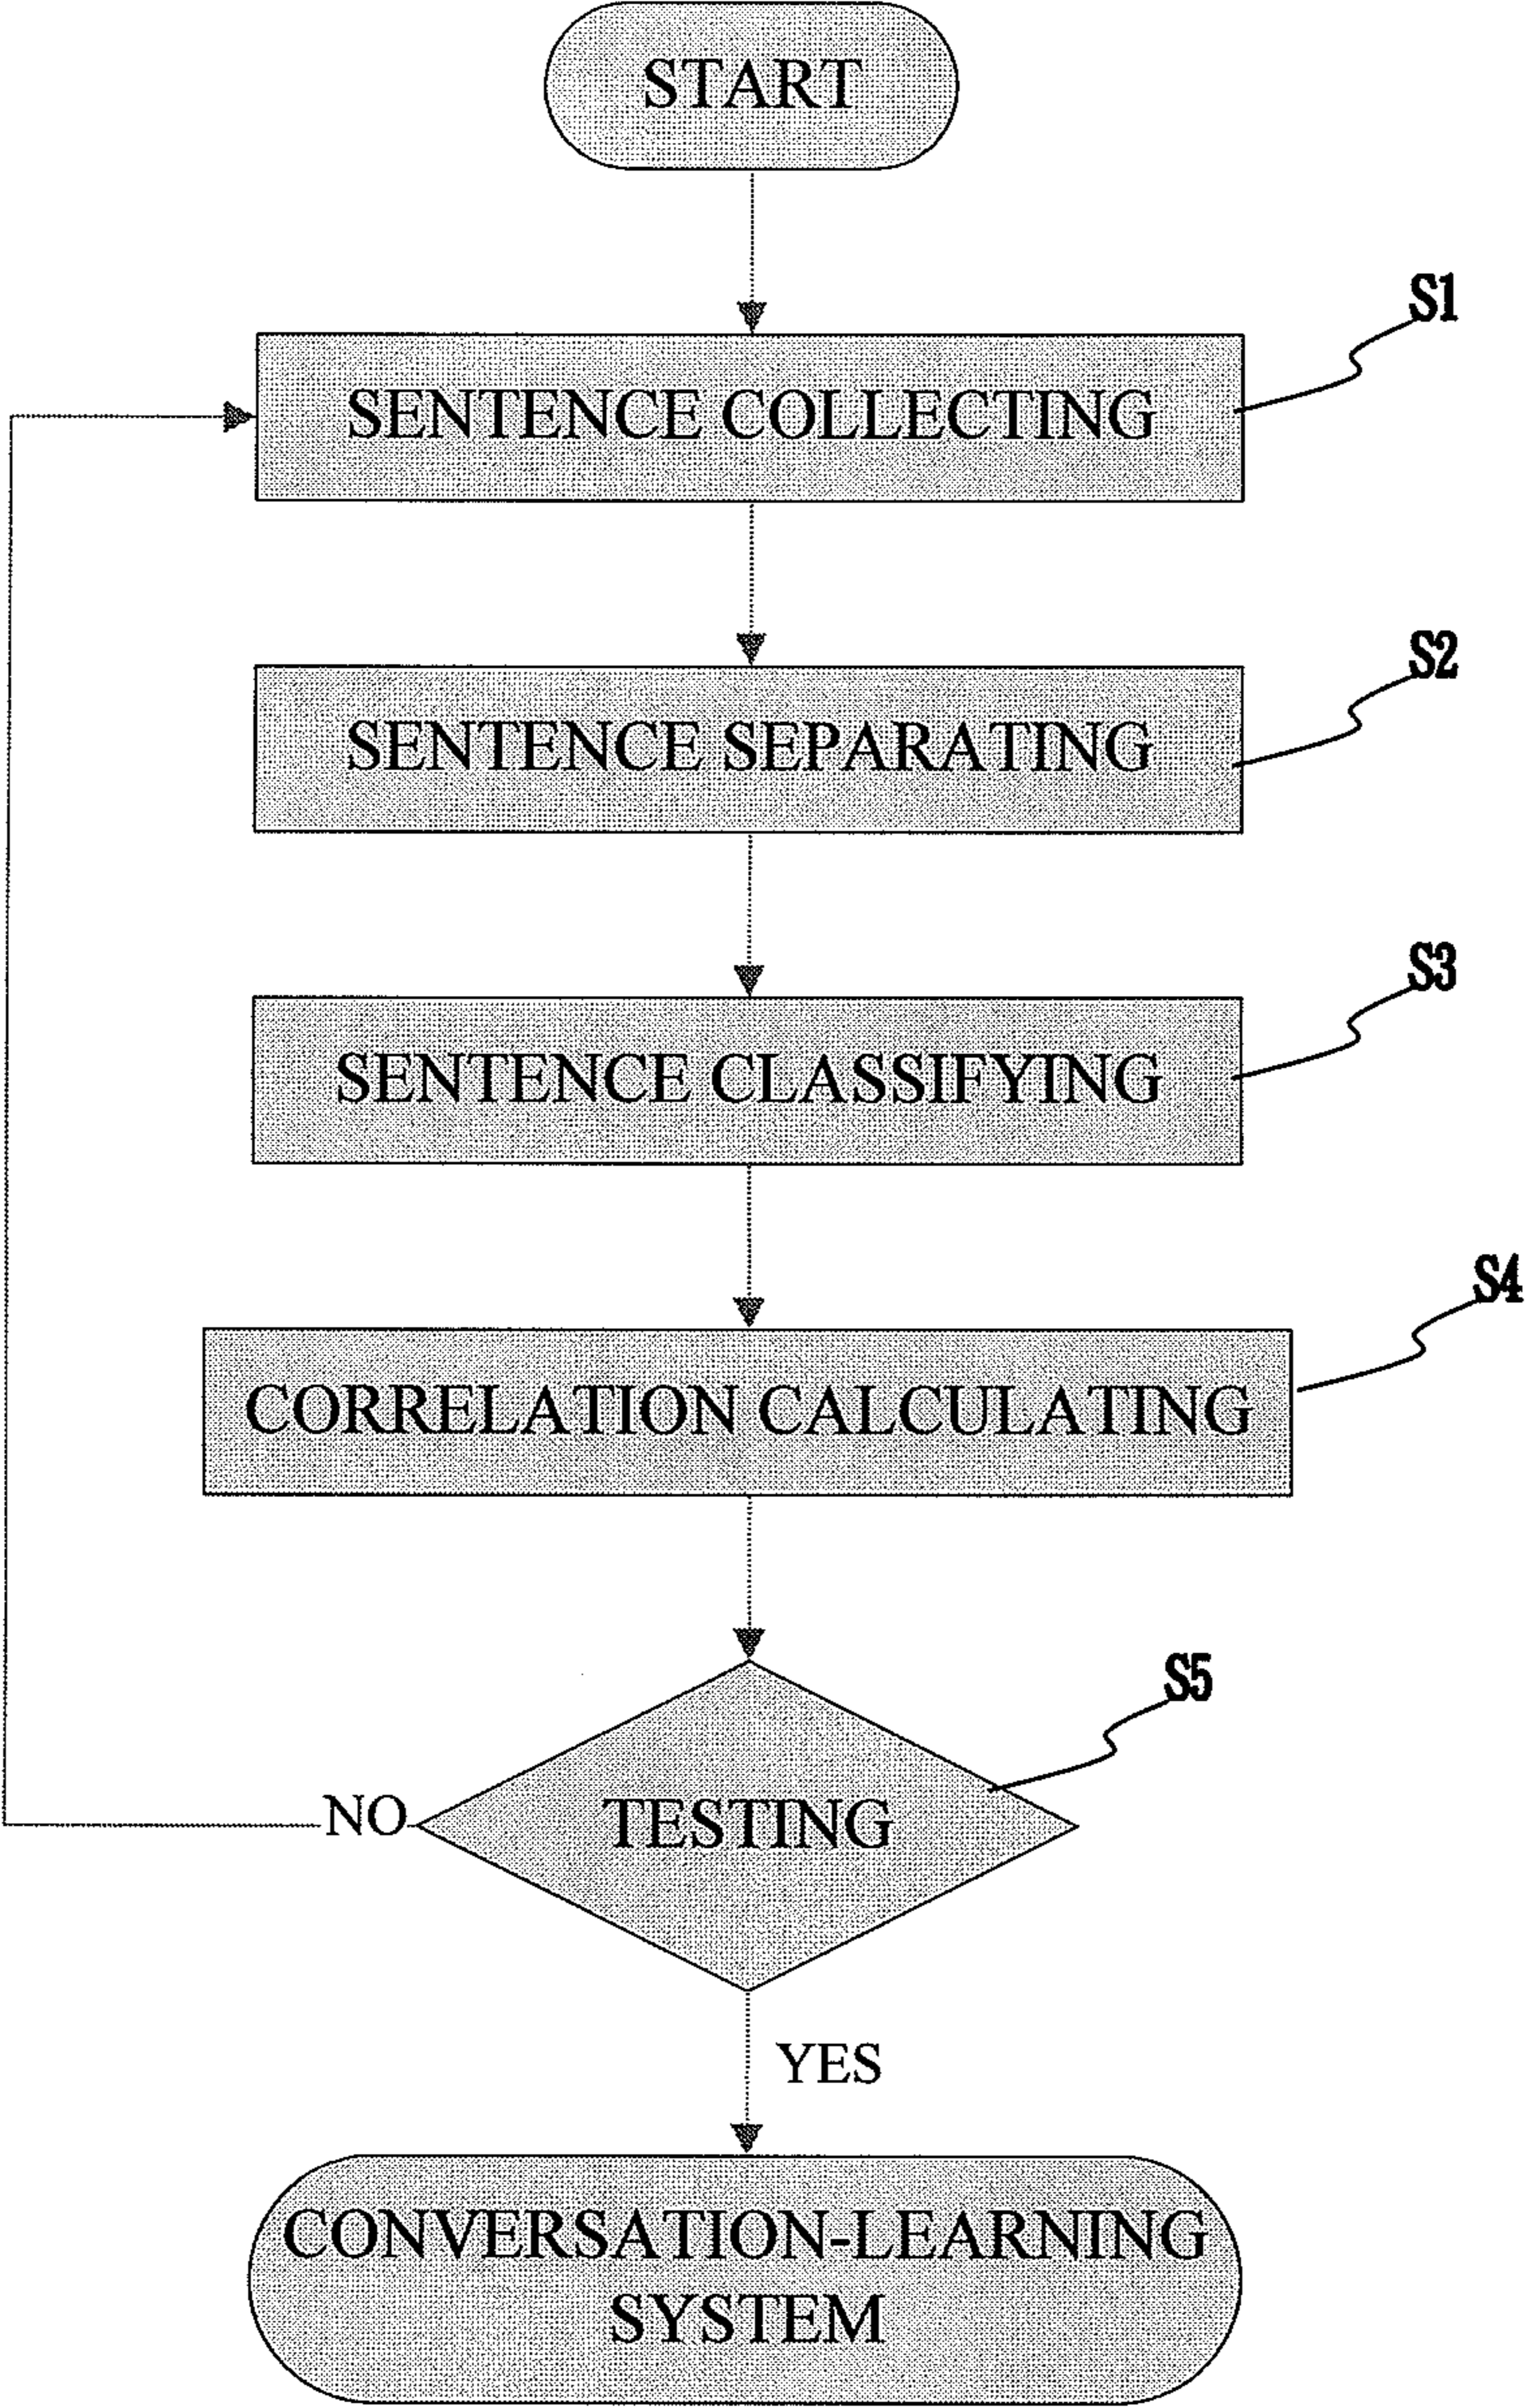 START
S1
SENTENCE COLLECTING
S2
SENTENCE SEPARATING
S3
SENTENCE CLASSIFYING
S4
CORRELATION CALCULATING
S5
TESTING
NO
YES
CONVERSATION-LEARNING
SYSTEM